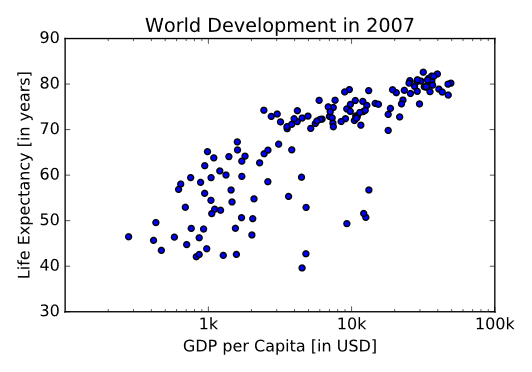 World Development in 2007
90
80
70
60
50
40
30
Life Expectancy [in years]
1k
10k
100k
GDP per Capita [in USD]